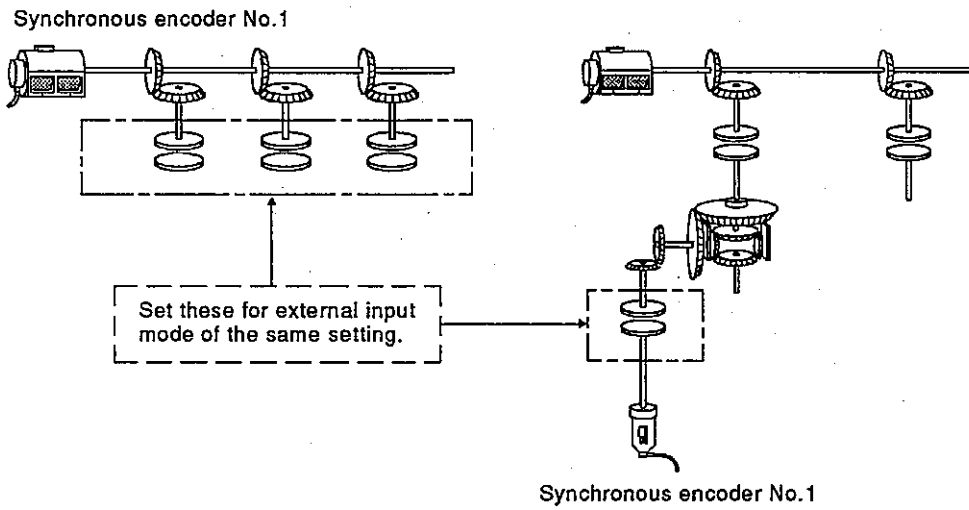 Synchronous encoder No.1
Set these for external input
mode of the same setting.
Synchronous encoder No.1